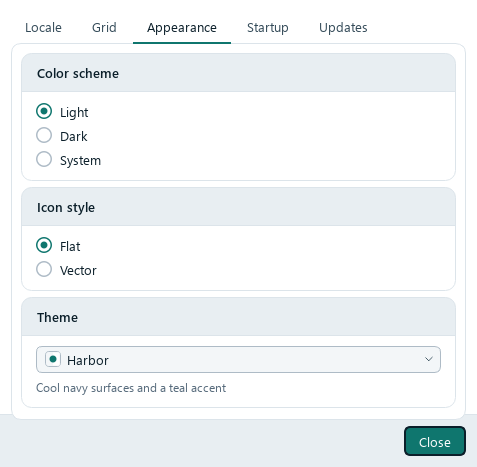 Locale Grid Appearance Startup Updates
Color scheme
Light
Dark
System
Icon style
Flat
Vector
Theme
Harbor
Cool navy surfaces and a teal accent
Close